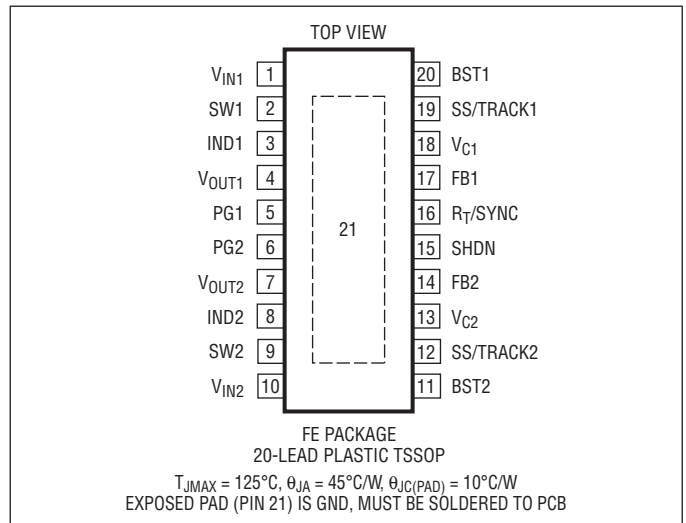 TOP VIEW
V_IN1 1 20 BST1
SW1 2 19 SS/TRACK1
IND1 3 18 V_C1
V_OUT1 4 17 FB1
PG1 5 16 R_T/SYNC
21
PG2 6 15 SHDN
V_OUT2 7 14 FB2
IND2 8 13 V_C2
SW2 9 12 SS/TRACK2
V_IN2 10 11 BST2
FE PACKAGE
20-LEAD PLASTIC TSSOP
T_JMAX = 125°C, θ_JA = 45°C/W, θ_JC(PAD) = 10°C/W
EXPOSED PAD (PIN 21) IS GND, MUST BE SOLDERED TO PCB